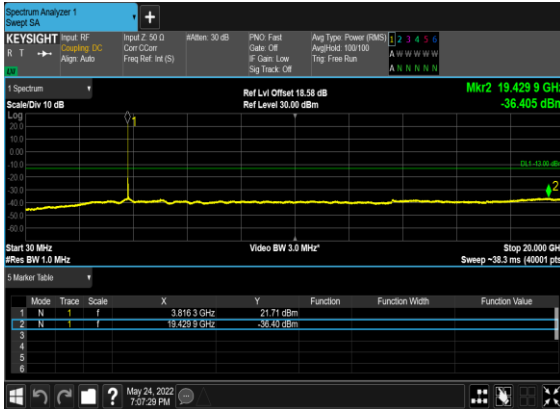 Spectrum Analyzer 1
Swept SA
+
KEYSIGHT Input: RF Input Z: 50 Ω #Atten: 30 dB PNO: Fast Avg Type: Power (RMS) 1 2 3 4 5 6
R T Coupling: DC Corr CCorr Gate: Off Avg|Hold: 100/100 A W W W W W
Align: Auto Freq Ref: Int (S) IF Gain: Low Trig: Free Run
Sig Track: Off A N N N N N
1 Spectrum
Ref Lvl Offset 18.58 dB Mkr2 19.429 9 GHz
Scale/Div 10 dB Ref Level 30.00 dBm -36.405 dBm
Log
20.0
10.0
0.00
-10.0
-20.0
-30.0
-40.0
-50.0
-60.0
1
DL1 -13.00 dBm
2
Start 30 MHz Video BW 3.0 MHz* Stop 20.000 GHz
#Res BW 1.0 MHz Sweep ~38.3 ms (40001 pts)
5 Marker Table
Mode Trace Scale X Y Function Function Width Function Value
1 N 1 f 3.816 3 GHz 21.71 dBm
2 N 1 f 19.429 9 GHz -36.40 dBm
3
4
5
6
? May 24, 2022
7:07:29 PM